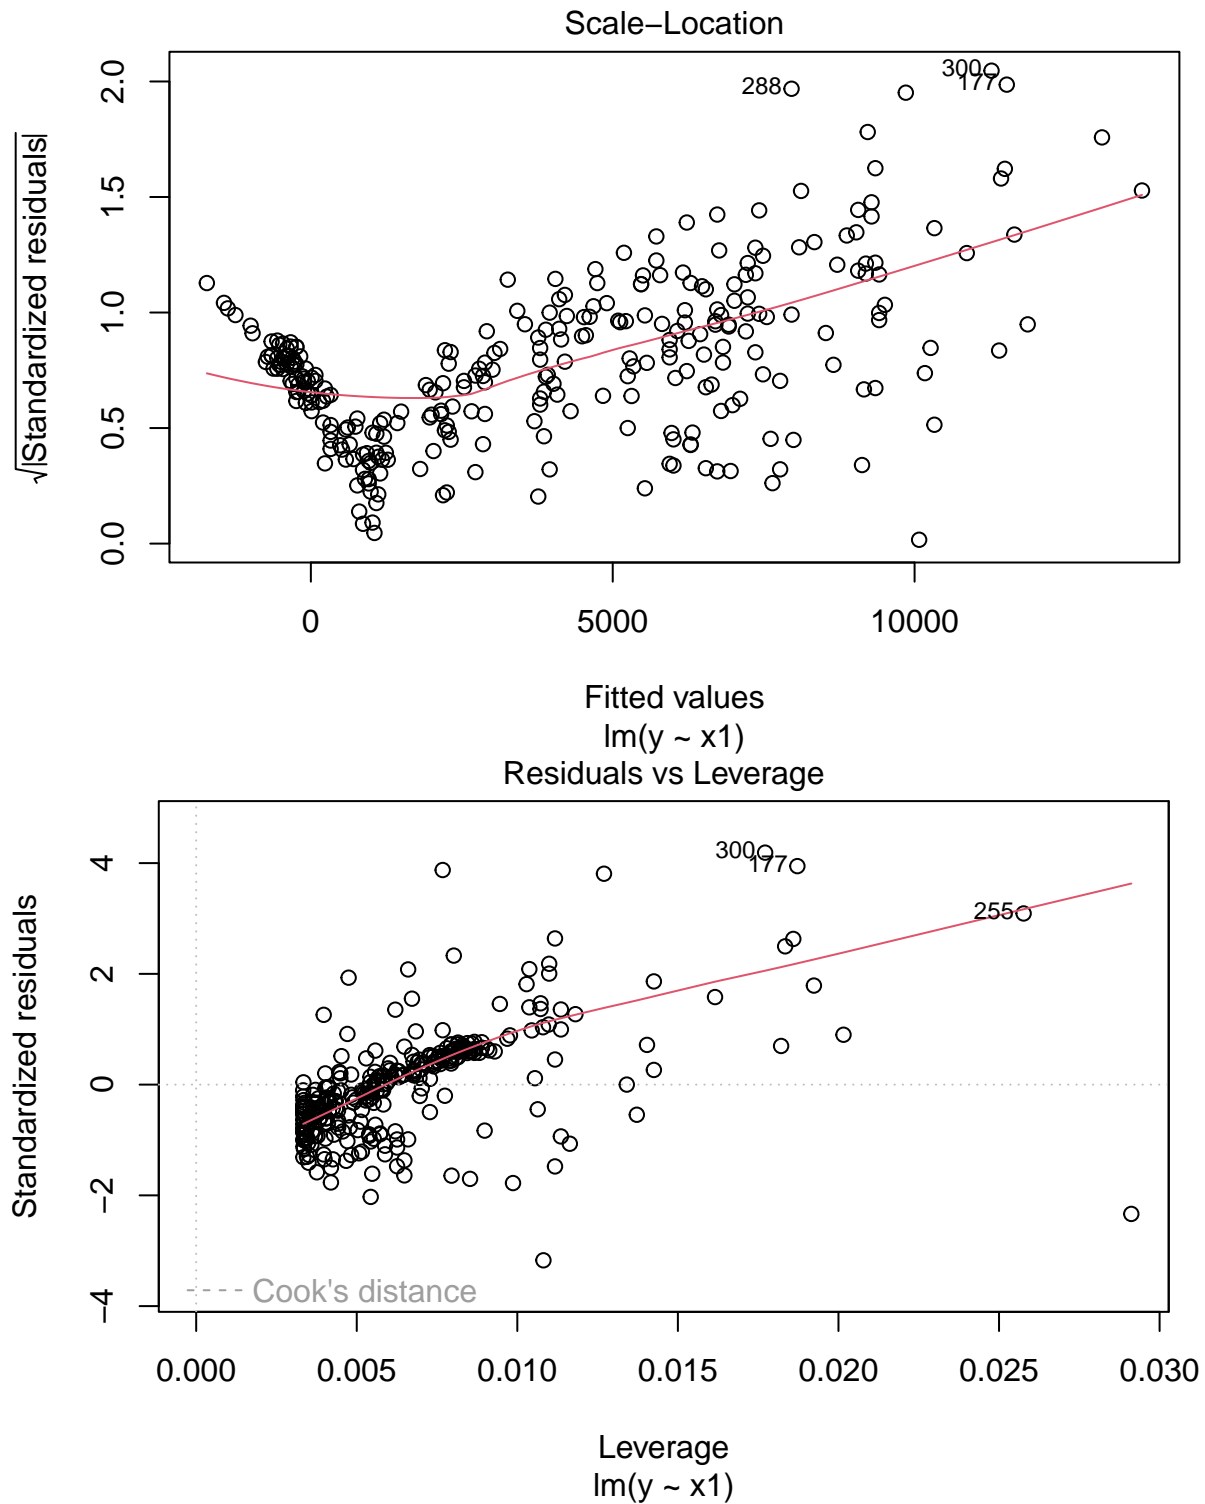 Scale−Location
300
288
177
√|Standardized residuals|
2.0
1.5
1.0
0.5
0.0
0 5000 10000
Fitted values
lm(y ~ x1)
Residuals vs Leverage
300
177
255
Standardized residuals
4
2
0
−2
−4
Cook's distance
0.000 0.005 0.010 0.015 0.020 0.025 0.030
Leverage
lm(y ~ x1)